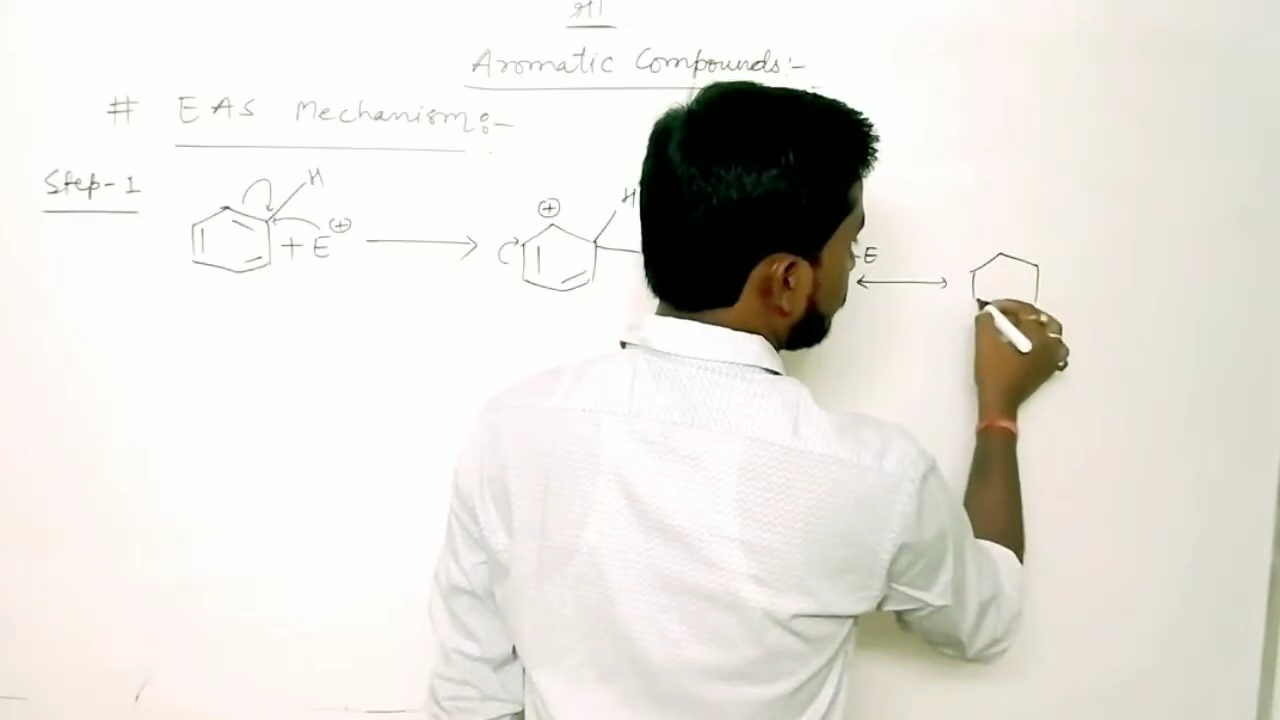 श्री
Aromatic Compounds:-
# EAS Mechanism:-
Step-1
H
+ E⊕
⊕
H
E